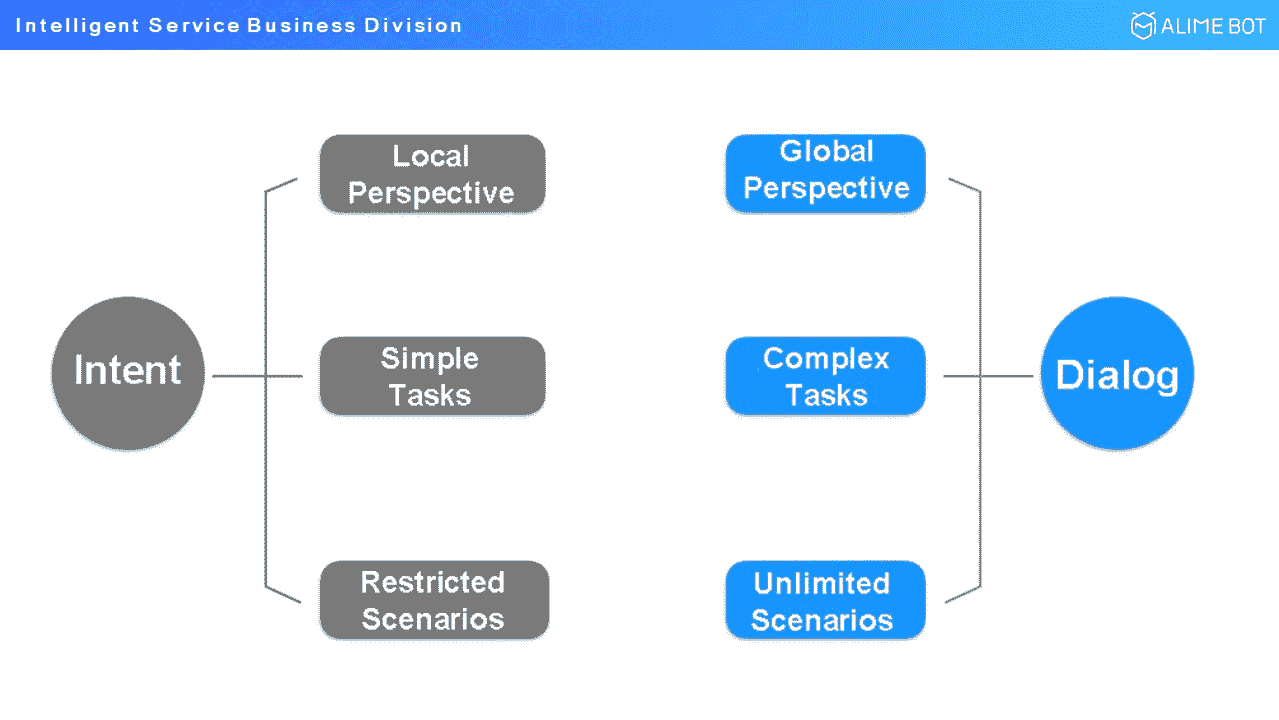 Intelligent Service Business Division
ALIME BOT
Local
Perspective
Global
Perspective
Intent
Simple
Tasks
Complex
Tasks
Dialog
Restricted
Scenarios
Unlimited
Scenarios